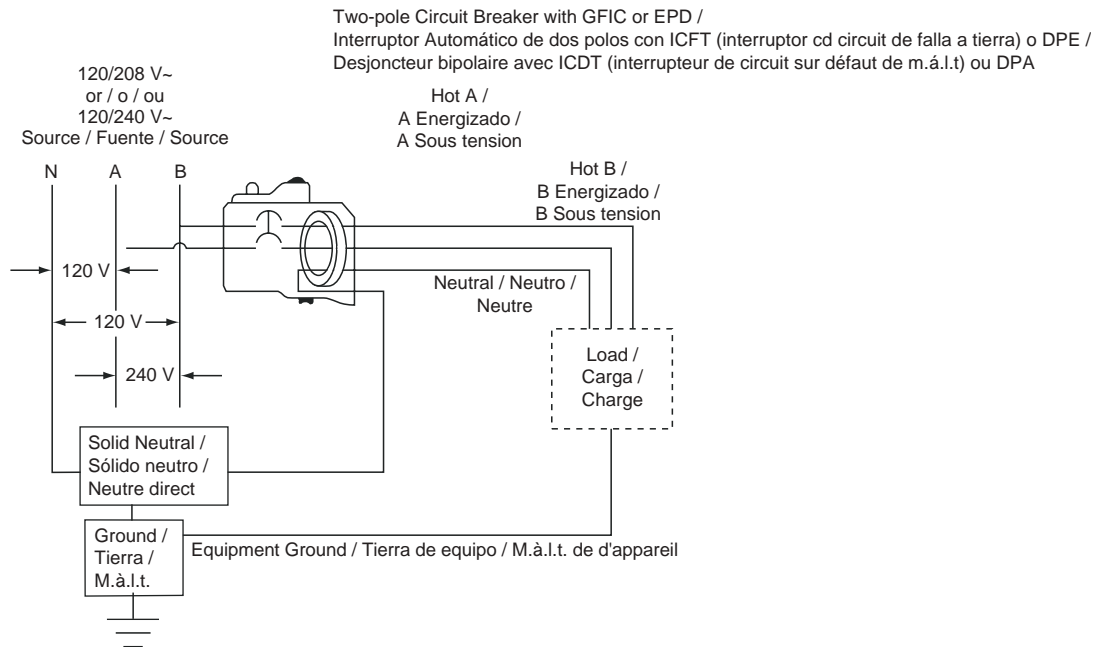 Two-pole Circuit Breaker with GFIC or EPD /
Interruptor Automático de dos polos con ICFT (interruptor cd circuit de falla a tierra) o DPE /
Desjoncteur bipolaire avec ICDT (interrupteur de circuit sur défaut de m.á.l.t) ou DPA
120/208 V~
or / o / ou
120/240 V~
Source / Fuente / Source
Hot A /
A Energizado /
A Sous tension
Hot B /
B Energizado /
B Sous tension
N A B
120 V
120 V
240 V
Neutral / Neutro /
Neutre
Load /
Carga /
Charge
Solid Neutral /
Sólido neutro /
Neutre direct
Ground /
Tierra /
M.à.l.t.
Equipment Ground / Tierra de equipo / M.à.l.t. de d'appareil